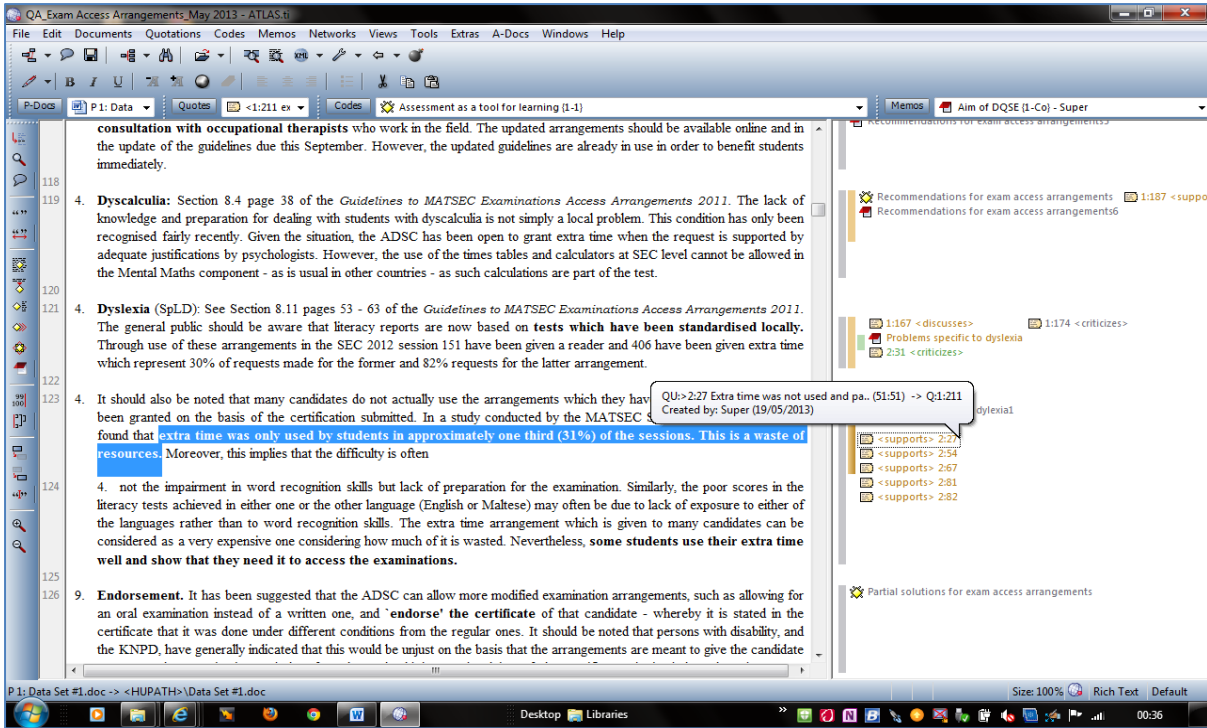 QA_Exam Access Arrangements_May 2013 - ATLAS.ti
File Edit Documents Quotations Codes Memos Networks Views Tools Extras A-Docs Windows Help
B I U
P-Docs P 1: Data Quotes <1:211 ex Codes Assessment as a tool for learning {1-1} Memos Aim of DQSE {1-Co} - Super
consultation with occupational therapists who work in the field. The updated arrangements should be available online and in
the update of the guidelines due this September. However, the updated guidelines are already in use in order to benefit students
immediately.
Recommendations for exam access arrangements5
118
119 4. Dyscalculia: Section 8.4 page 38 of the Guidelines to MATSEC Examinations Access Arrangements 2011. The lack of
knowledge and preparation for dealing with students with dyscalculia is not simply a local problem. This condition has only been
recognised fairly recently. Given the situation, the ADSC has been open to grant extra time when the request is supported by
adequate justifications by psychologists. However, the use of the times tables and calculators at SEC level cannot be allowed in
the Mental Maths component - as is usual in other countries - as such calculations are part of the test.
Recommendations for exam access arrangements 1:187 <suppo
Recommendations for exam access arrangements6
120
121 4. Dyslexia (SpLD): See Section 8.11 pages 53 - 63 of the Guidelines to MATSEC Examinations Access Arrangements 2011.
The general public should be aware that literacy reports are now based on tests which have been standardised locally.
Through use of these arrangements in the SEC 2012 session 151 have been given a reader and 406 have been given extra time
which represent 30% of requests made for the former and 82% requests for the latter arrangement.
1:167 <discusses> 1:174 <criticizes>
Problems specific to dyslexia
2:31 <criticizes>
122
123 4. It should also be noted that many candidates do not actually use the arrangements which they hav
been granted on the basis of the certification submitted. In a study conducted by the MATSEC S
found that extra time was only used by students in approximately one third (31%) of the sessions. This is a waste of
resources. Moreover, this implies that the difficulty is often
QU:>2:27 Extra time was not used and pa.. (51:51) -> Q:1:211
Created by: Super (19/05/2013)
dylexia1
<supports> 2:27
<supports> 2:54
<supports> 2:67
<supports> 2:81
<supports> 2:82
124 4. not the impairment in word recognition skills but lack of preparation for the examination. Similarly, the poor scores in the
literacy tests achieved in either one or the other language (English or Maltese) may often be due to lack of exposure to either of
the languages rather than to word recognition skills. The extra time arrangement which is given to many candidates can be
considered as a very expensive one considering how much of it is wasted. Nevertheless, some students use their extra time
well and show that they need it to access the examinations.
125
126 9. Endorsement. It has been suggested that the ADSC can allow more modified examination arrangements, such as allowing for
an oral examination instead of a written one, and `endorse' the certificate of that candidate - whereby it is stated in the
certificate that it was done under different conditions from the regular ones. It should be noted that persons with disability, and
the KNPD, have generally indicated that this would be unjust on the basis that the arrangements are meant to give the candidate
Partial solutions for exam access arrangements
P 1: Data Set #1.doc -> <HUPATH>\Data Set #1.doc Size: 100% Rich Text Default
Desktop Libraries » 00:36